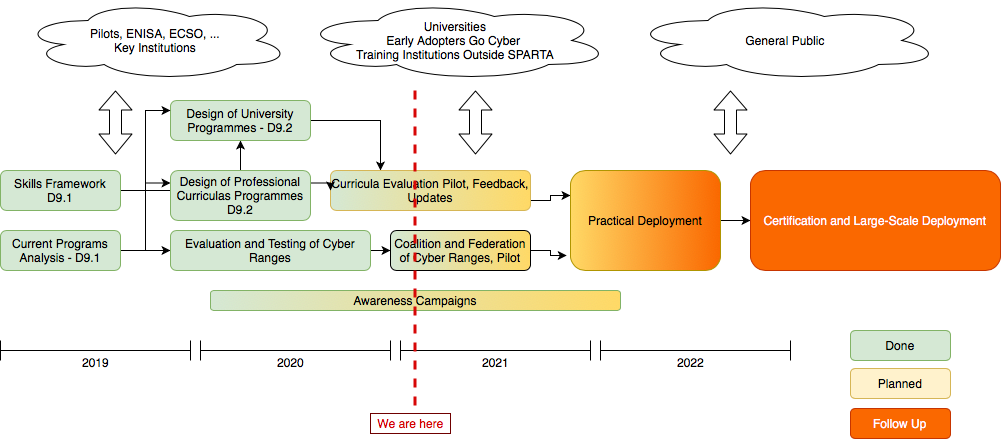 Pilots, ENISA, ECSO, ...
Key Institutions
Universities
Early Adopters Go Cyber
Training Institutions Outside SPARTA
General Public
Design of University
Programmes - D9.2
Skills Framework
D9.1
Design of Professional
Curriculas Programmes
D9.2
Curricula Evaluation Pilot, Feedback,
Updates
Practical Deployment
Certification and Large-Scale Deployment
Current Programs
Analysis - D9.1
Evaluation and Testing of Cyber
Ranges
Coalition and Federation
of Cyber Ranges, Pilot
Awareness Campaigns
2019
2020
2021
2022
Done
Planned
Follow Up
We are here